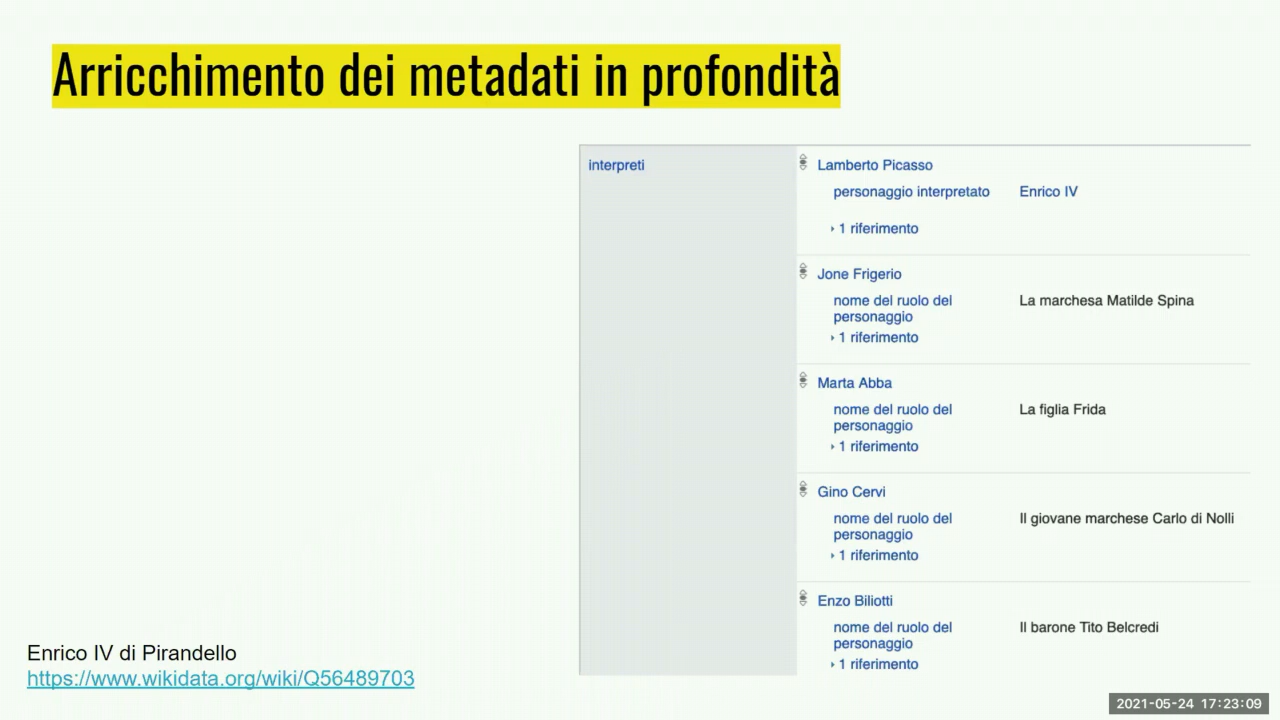 Arricchimento dei metadati in profondità
interpreti
Lamberto Picasso
personaggio interpretato Enrico IV
1 riferimento
Jone Frigerio
nome del ruolo del La marchesa Matilde Spina
personaggio
1 riferimento
Marta Abba
nome del ruolo del La figlia Frida
personaggio
1 riferimento
Gino Cervi
nome del ruolo del Il giovane marchese Carlo di Nolli
personaggio
1 riferimento
Enzo Biliotti
nome del ruolo del Il barone Tito Belcredi
personaggio
1 riferimento
Enrico IV di Pirandello
https://www.wikidata.org/wiki/Q56489703
2021-05-24 17:23:09